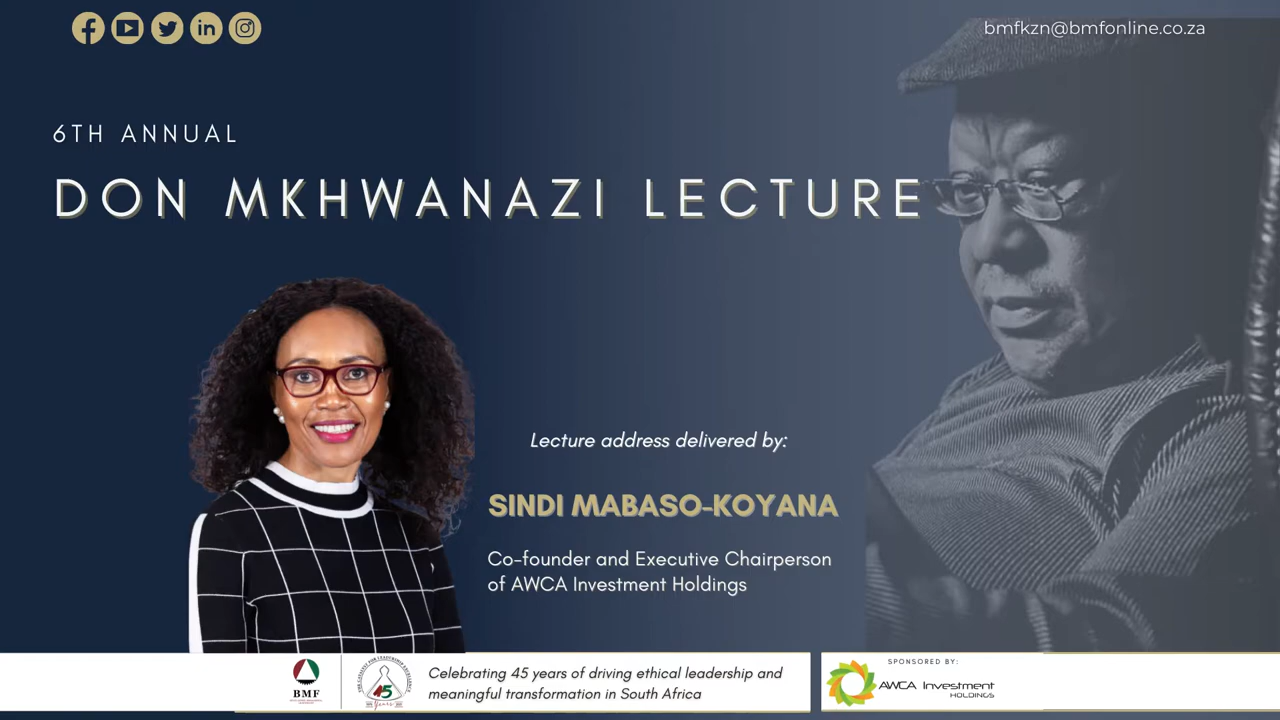 bmfkzn@bmfonline.co.za
6TH ANNUAL
DON MKHWANAZI LECTURE
Lecture address delivered by:
SINDI MABASO-KOYANA
Co-founder and Executive Chairperson
of AWCA Investment Holdings
BMF
45
Years
Celebrating 45 years of driving ethical leadership and
meaningful transformation in South Africa
SPONSORED BY:
AWCA Investment
HOLDINGS